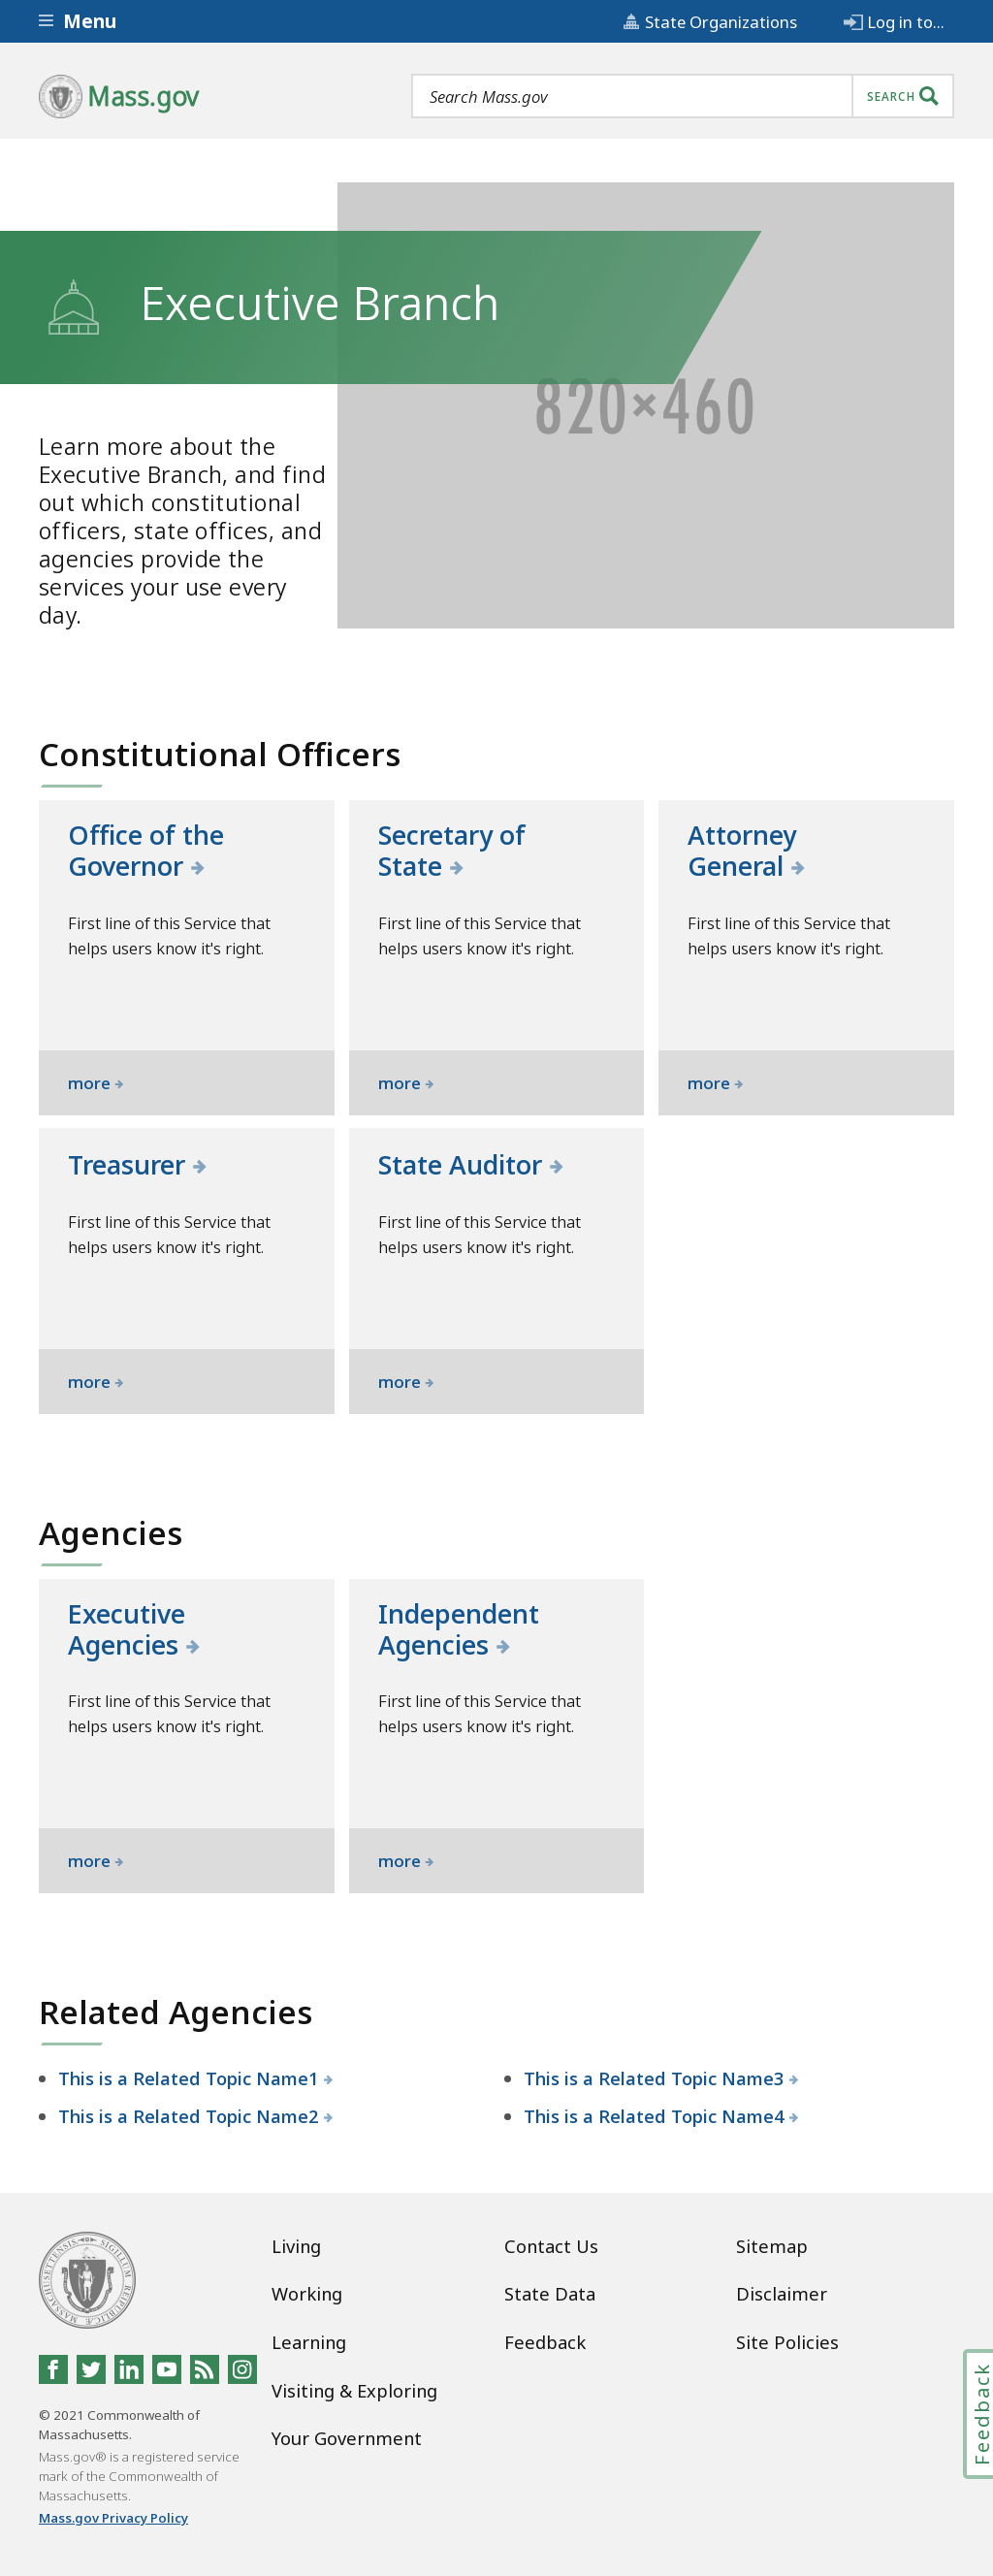 Menu
State Organizations
Log in to...
Mass.gov
Search Mass.gov
SEARCH
Executive Branch
820×460
Learn more about the
Executive Branch, and find
out which constitutional
officers, state offices, and
agencies provide the
services your use every
day.
Constitutional Officers
Office of the
Governor
First line of this Service that
helps users know it's right.
more
Secretary of
State
First line of this Service that
helps users know it's right.
more
Attorney
General
First line of this Service that
helps users know it's right.
more
Treasurer
First line of this Service that
helps users know it's right.
more
State Auditor
First line of this Service that
helps users know it's right.
more
Agencies
Executive
Agencies
First line of this Service that
helps users know it's right.
more
Independent
Agencies
First line of this Service that
helps users know it's right.
more
Related Agencies
This is a Related Topic Name1
This is a Related Topic Name2
This is a Related Topic Name3
This is a Related Topic Name4
Living
Working
Learning
Visiting & Exploring
Your Government
Contact Us
State Data
Feedback
Sitemap
Disclaimer
Site Policies
© 2021 Commonwealth of
Massachusetts.
Mass.gov® is a registered service
mark of the Commonwealth of
Massachusetts.
Mass.gov Privacy Policy
Feedback